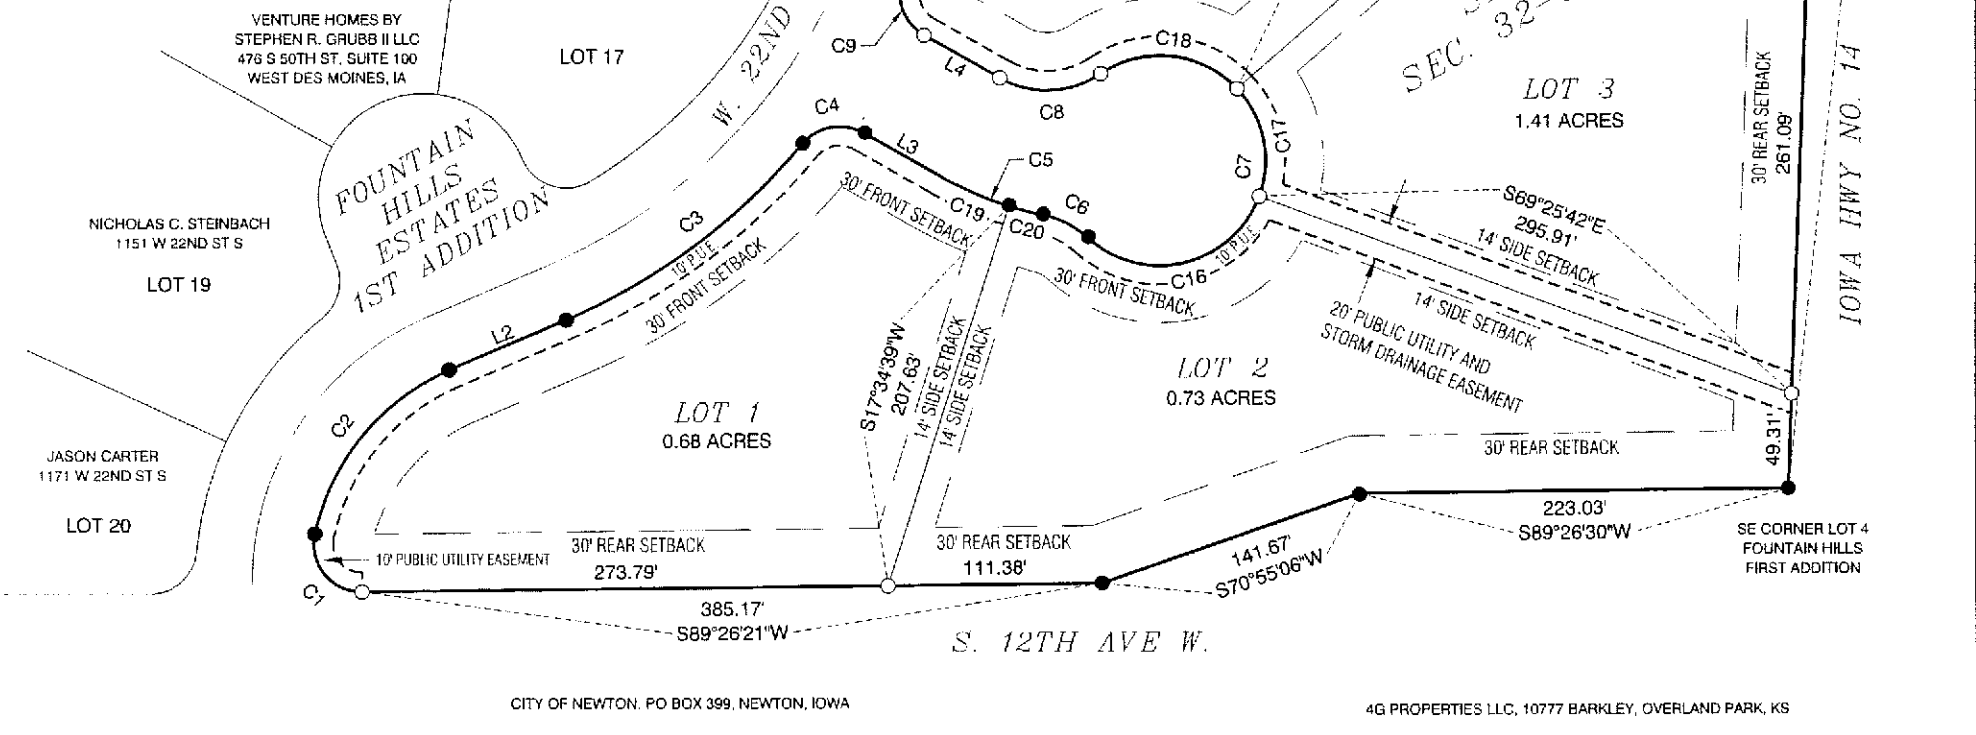 VENTURE HOMES BY
STEPHEN R. GRUBB II LLC
476 S 50TH ST. SUITE 100
WEST DES MOINES, IA
LOT 17
W. 22ND
C9
L4
C18
C8
C4
L3
C5
C17
C7
SEC. 32-
LOT 3
1.41 ACRES
30' REAR SETBACK
261.09'
IOWA HWY NO. 14
FOUNTAIN
HILLS
ESTATES
1ST ADDITION
NICHOLAS C. STEINBACH
1151 W 22ND ST S
LOT 19
C3
10' P.U.E
30' FRONT SETBACK
30' FRONT SETBACK
C19
C20
C6
C16
10' P.U.E
30' FRONT SETBACK
S69°25'42"E
295.91'
14' SIDE SETBACK
14' SIDE SETBACK
20' PUBLIC UTILITY AND
STORM DRAINAGE EASEMENT
L2
C2
S17°34'39"W
207.63'
14' SIDE SETBACK
14' SIDE SETBACK
LOT 1
0.68 ACRES
LOT 2
0.73 ACRES
30' REAR SETBACK
49.31'
JASON CARTER
1171 W 22ND ST S
LOT 20
C1
10' PUBLIC UTILITY EASEMENT
30' REAR SETBACK
273.79'
30' REAR SETBACK
111.38'
385.17'
S89°26'21"W
141.67'
S70°55'06"W
223.03'
S89°26'30"W
SE CORNER LOT 4
FOUNTAIN HILLS
FIRST ADDITION
S. 12TH AVE W.
CITY OF NEWTON. PO BOX 399, NEWTON, IOWA
4G PROPERTIES LLC, 10777 BARKLEY, OVERLAND PARK, KS